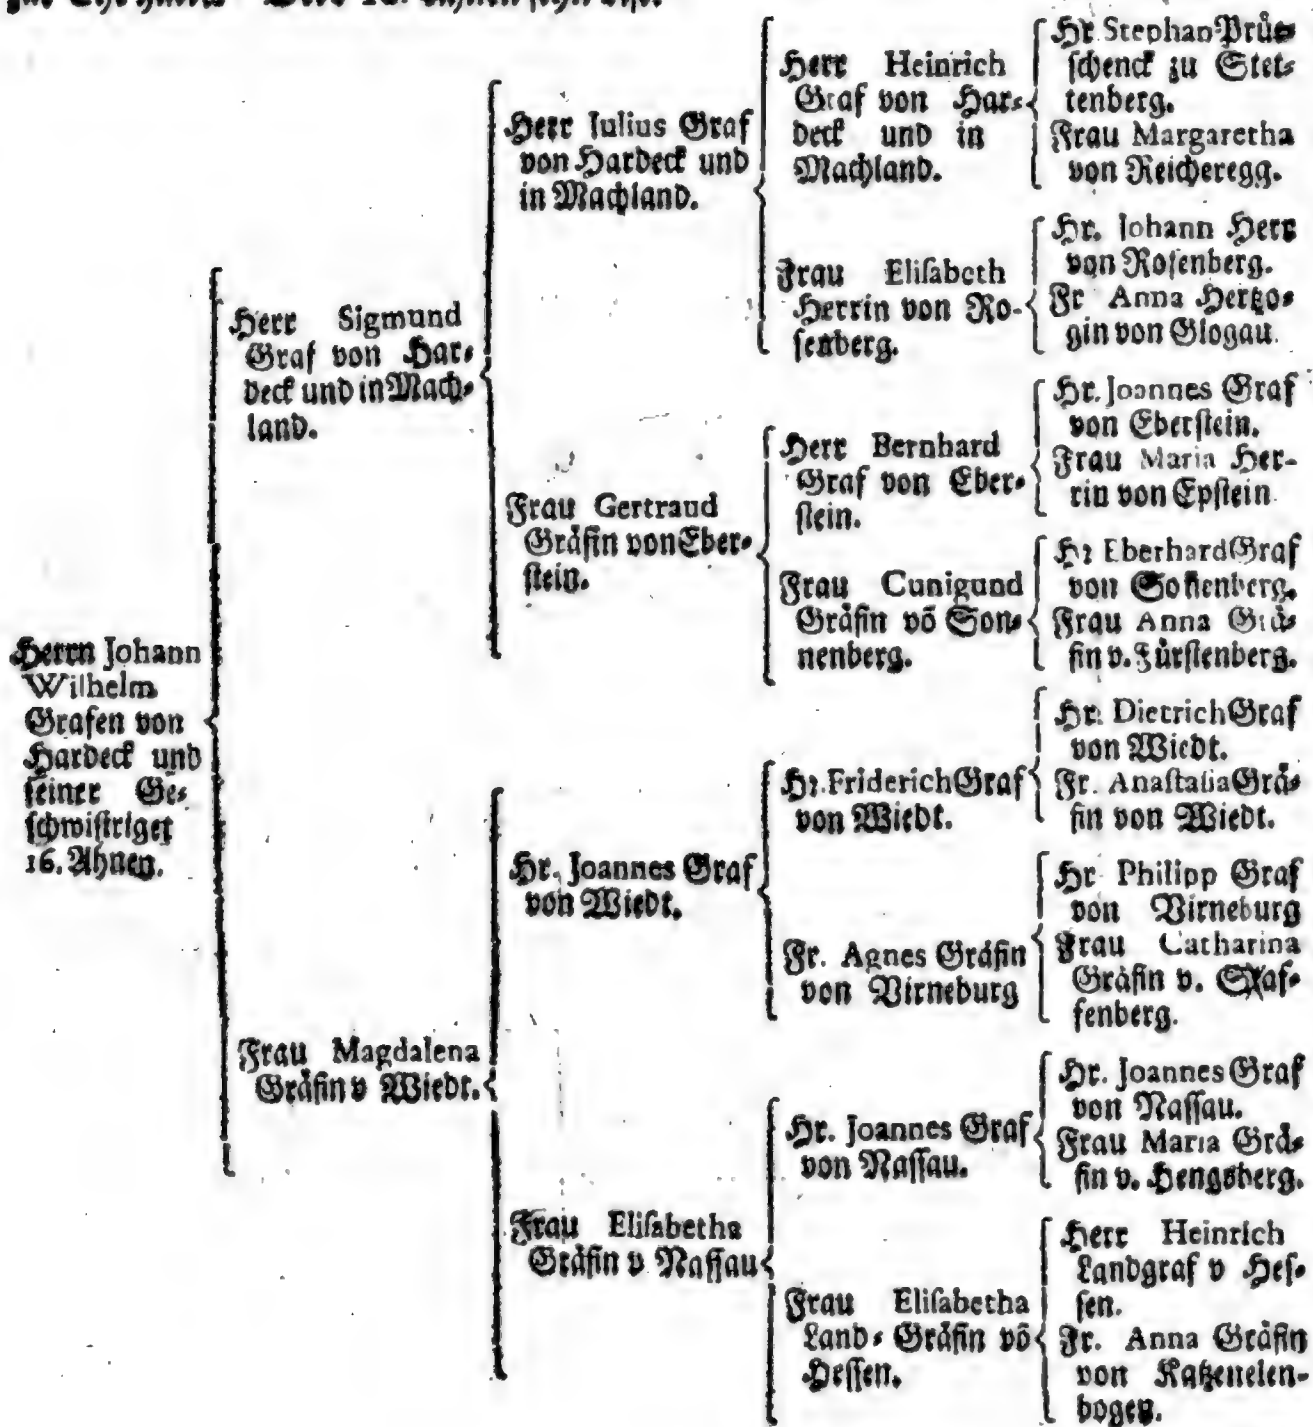 zur Ehe
Herrn Johann
Wilhelm
Grafen von
Hardeck und
seiner Ge-
schwistriget
16. Ahnen.
Herr Sigmund
Graf von Har-
deck und in Mach-
land.
Frau Magdalena
Gräfin v Wiedt.
Herr Julius Graf
von Hardeck und
in Machland.
Frau Gertraud
Gräfin von Eber-
stein.
Hr. Joannes Graf
von Wiedt.
Frau Elisabetha
Gräfin v Nassau
Herr Heinrich
Graf von Har-
deck und in
Machland.
Frau Elisabeth
Herrin von Ro-
senberg.
Herr Bernhard
Graf von Eber-
stein.
Frau Cunigund
Gräfin võ Son-
nenberg.
Hr. Friderich Graf
von Wiedt.
Fr. Agnes Gräfin
von Virneburg
Hr. Joannes Graf
von Nassau.
Frau Elisabetha
Land-Gräfin võ
Hessen.
Hr. Stephan Prü-
schenck zu Stet-
tenberg.
Frau Margaretha
von Reicheregg.
Hr. Johann Herr
von Rosenberg.
Fr Anna Hertzo-
gin von Glogau.
Hr. Joannes Graf
von Eberstein.
Frau Maria Her-
rin von Epstein
Hr Eberhard Graf
von Sonnenberg.
Frau Anna Grä-
fin v. Fürstenberg.
Hr. Dietrich Graf
von Wiedt.
Fr. Anastasia Grä-
fin von Wiedt.
Hr Philipp Graf
von Virneburg
Frau Catharina
Gräfin v.
fenberg.
Hr. Joannes Graf
von Nassau.
Frau Maria Grä-
fin v. Hengsberg.
Herr Heinrich
Landgraf v Hes-
sen.
Fr. Anna Gräfin
von Katzenelen-
bogen.